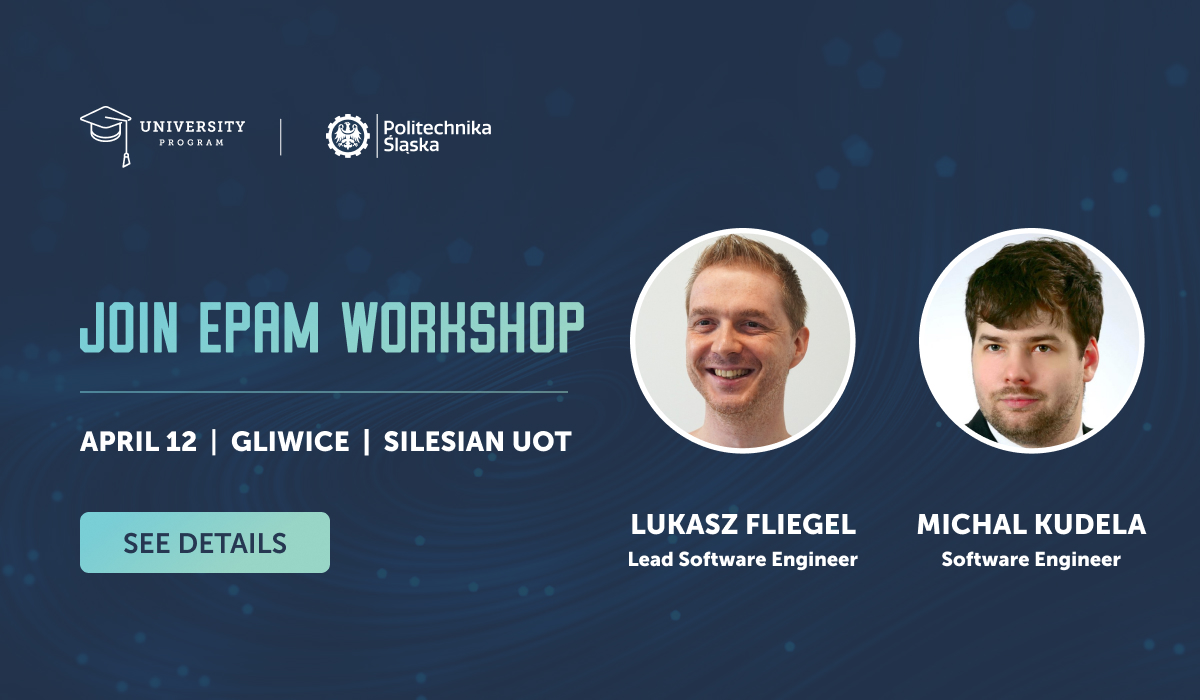 UNIVERSITY
PROGRAM
Politechnika
Śląska
JOIN EPAM WORKSHOP
APRIL 12 | GLIWICE | SILESIAN UOT
SEE DETAILS
LUKASZ FLIEGEL
Lead Software Engineer
MICHAL KUDELA
Software Engineer